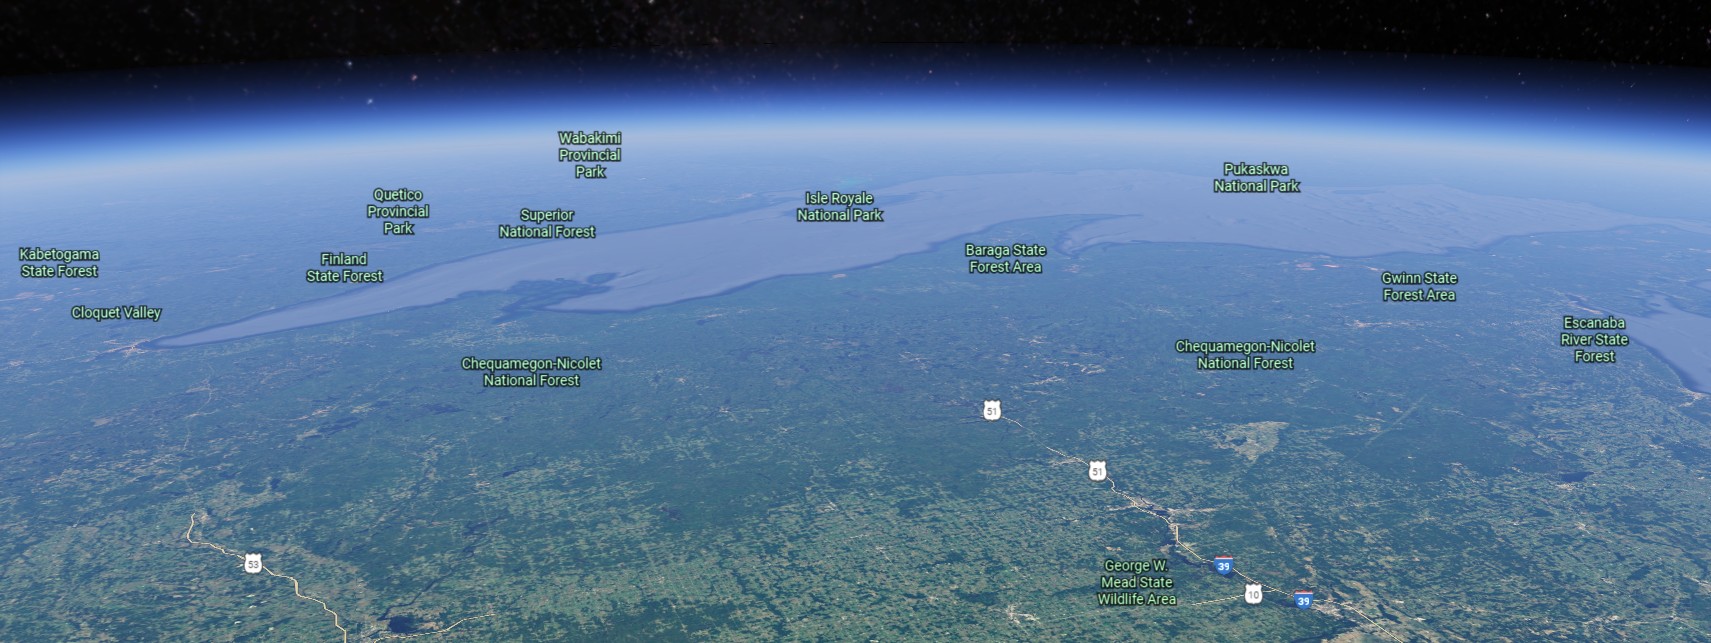 Wabakimi
Provincial
Park
Pukaskwa
National Park
Quetico
Provincial
Park
Isle Royale
National Park
Superior
National Forest
Kabetogama
State Forest
Finland
State Forest
Baraga State
Forest Area
Gwinn State
Forest Area
Cloquet Valley
Escanaba
River State
Forest
Chequamegon-Nicolet
National Forest
Chequamegon-Nicolet
National Forest
51
51
53
George W.
Mead State
Wildlife Area
39
10
39